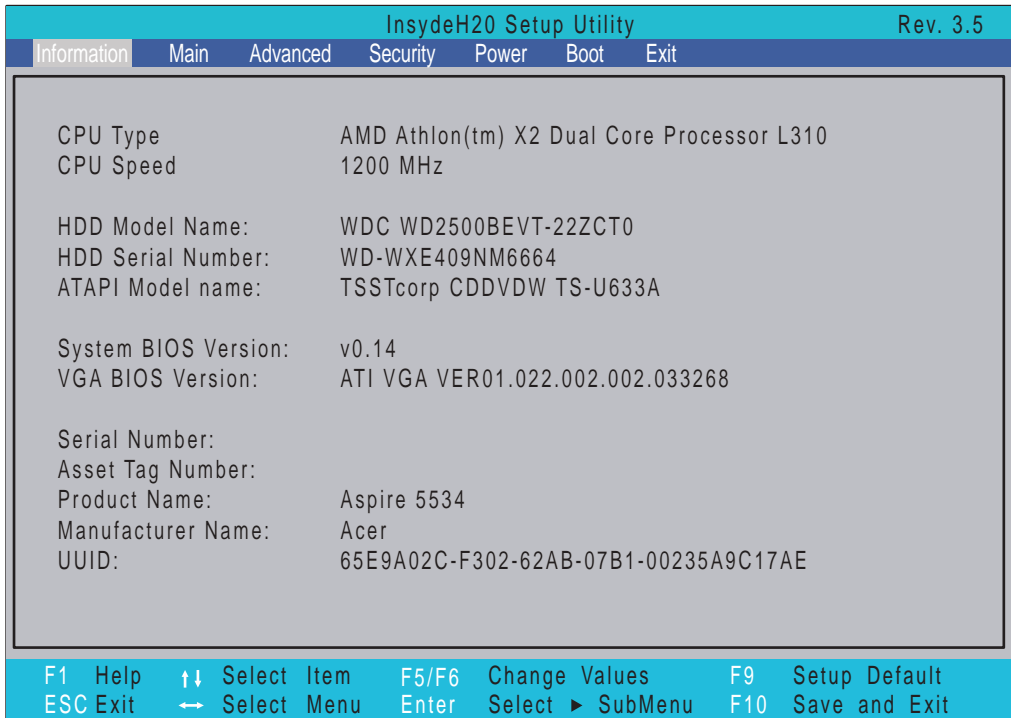 InsydeH20 Setup Utility Rev. 3.5
Information Main Advanced Security Power Boot Exit
CPU Type AMD Athlon(tm) X2 Dual Core Processor L310
CPU Speed 1200 MHz
HDD Model Name: WDC WD2500BEVT-22ZCT0
HDD Serial Number: WD-WXE409NM6664
ATAPI Model name: TSSTcorp CDDVDW TS-U633A
System BIOS Version: v0.14
VGA BIOS Version: ATI VGA VER01.022.002.002.033268
Serial Number:
Asset Tag Number:
Product Name: Aspire 5534
Manufacturer Name: Acer
UUID: 65E9A02C-F302-62AB-07B1-00235A9C17AE
F1 Help ↑↓ Select Item F5/F6 Change Values F9 Setup Default
ESC Exit ↔ Select Menu Enter Select ► SubMenu F10 Save and Exit